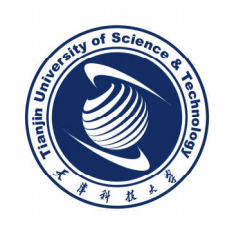 Tianjin University of Science & Technology
天津科技大学